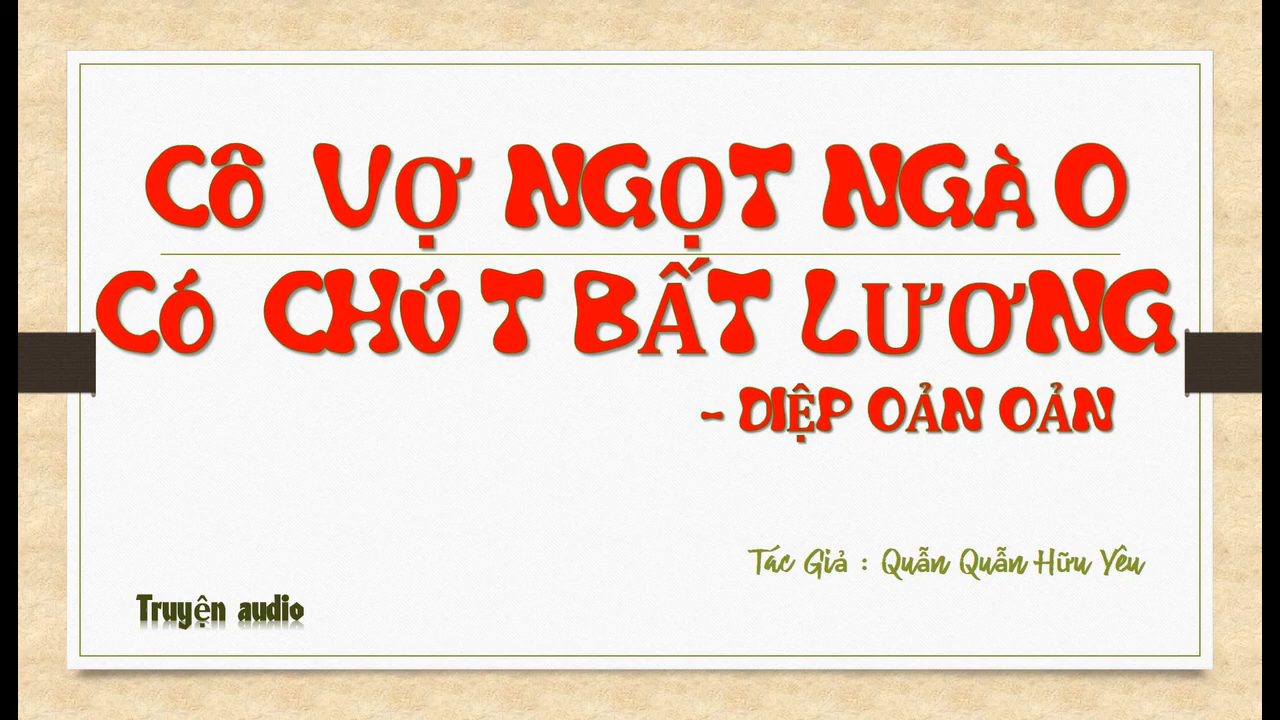 CÔ VỢ NGỌT NGÀO
CÓ CHÚT BẤT LƯƠNG
- DIỆP OẢN OẢN
Tác Giả : Quẫn Quẫn Hữu Yêu
Truyện audio